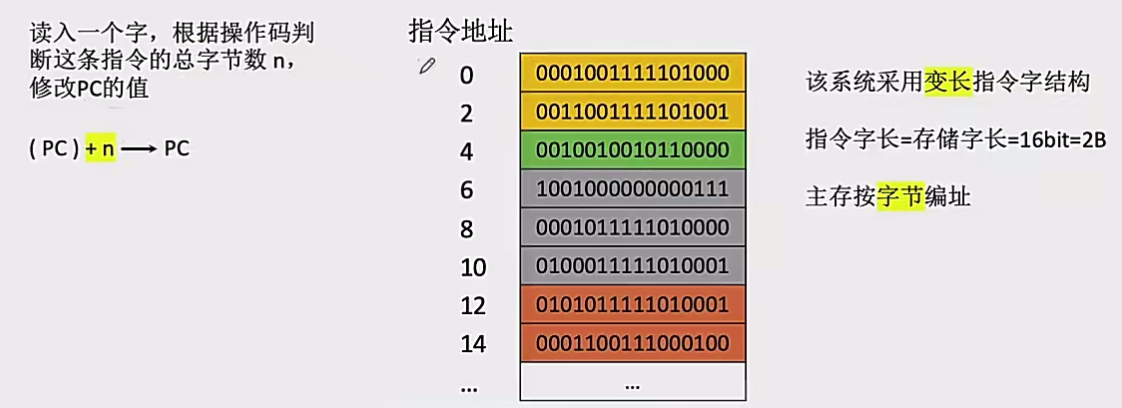 读入一个字，根据操作码判
断这条指令的总字节数 n，
修改PC的值
( PC ) + n ⟶ PC
指令地址
0 0001001111101000
2 0011001111101001
4 0010010010110000
6 1001000000000111
8 0001011111010000
10 0100011111010001
12 0101011111010001
14 0001100111000100
... ...
该系统采用变长指令字结构
指令字长=存储字长=16bit=2B
主存按字节编址